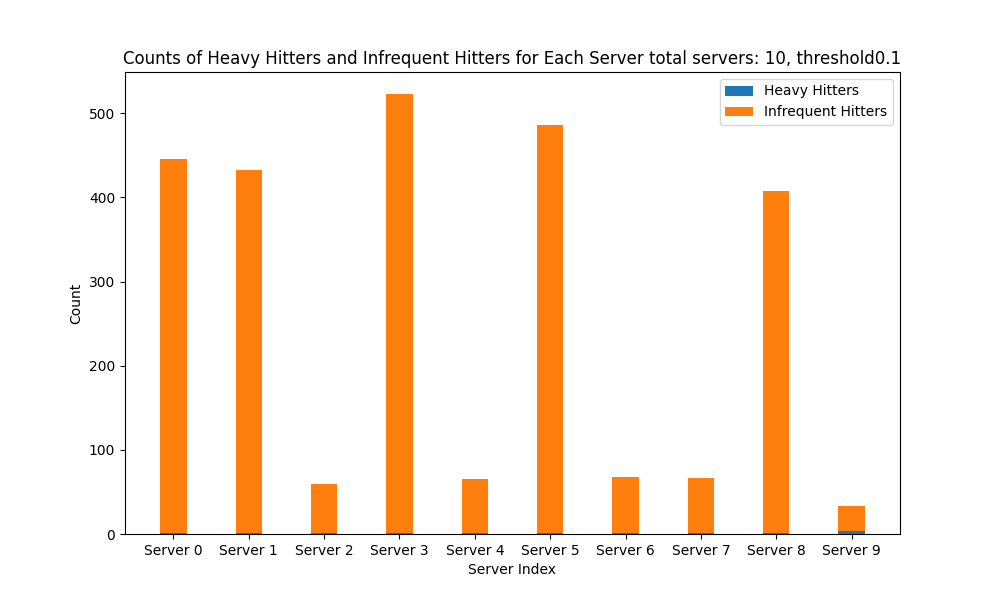 Counts of Heavy Hitters and Infrequent Hitters for Each Server total servers: 10, threshold0.1
Heavy Hitters
Infrequent Hitters
500
400
300
200
100
0
Count
Server 0 Server 1 Server 2 Server 3 Server 4 Server 5 Server 6 Server 7 Server 8 Server 9
Server Index